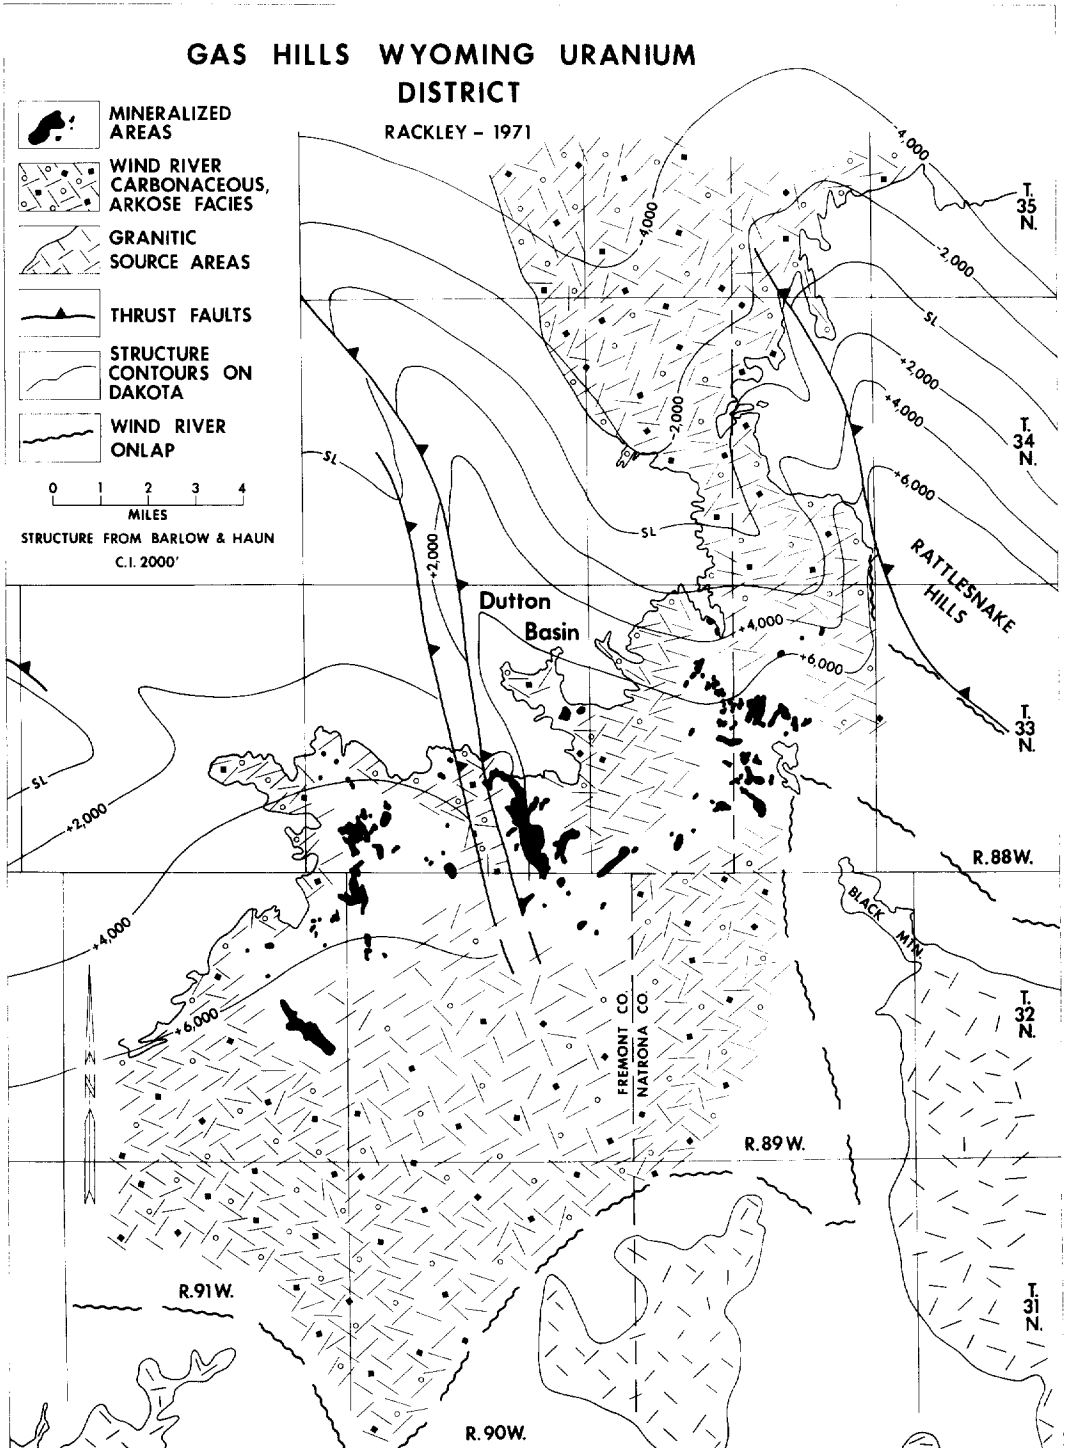 GAS HILLS WYOMING URANIUM
DISTRICT
RACKLEY – 1971
MINERALIZED
AREAS
WIND RIVER
CARBONACEOUS,
ARKOSE FACIES
GRANITIC
SOURCE AREAS
THRUST FAULTS
STRUCTURE
CONTOURS ON
DAKOTA
WIND RIVER
ONLAP
0 1 2 3 4
MILES
STRUCTURE FROM BARLOW & HAUN
C.I. 2000'
-4,000
T.
35
N.
-4,000
-2,000
SL
+2,000
+4,000
-2,000
T.
34
N.
SL
+6,000
SL
+2,000
RATTLESNAKE
HILLS
Dutton
Basin
+4,000
+6,000
T.
33
N.
SL
+2,000
R.88W.
BLACK
MTN.
+4,000
T.
32
N.
+6,000
FREMONT CO.
NATRONA CO.
N
R.89W.
R.91W.
T.
31
N.
R.90W.